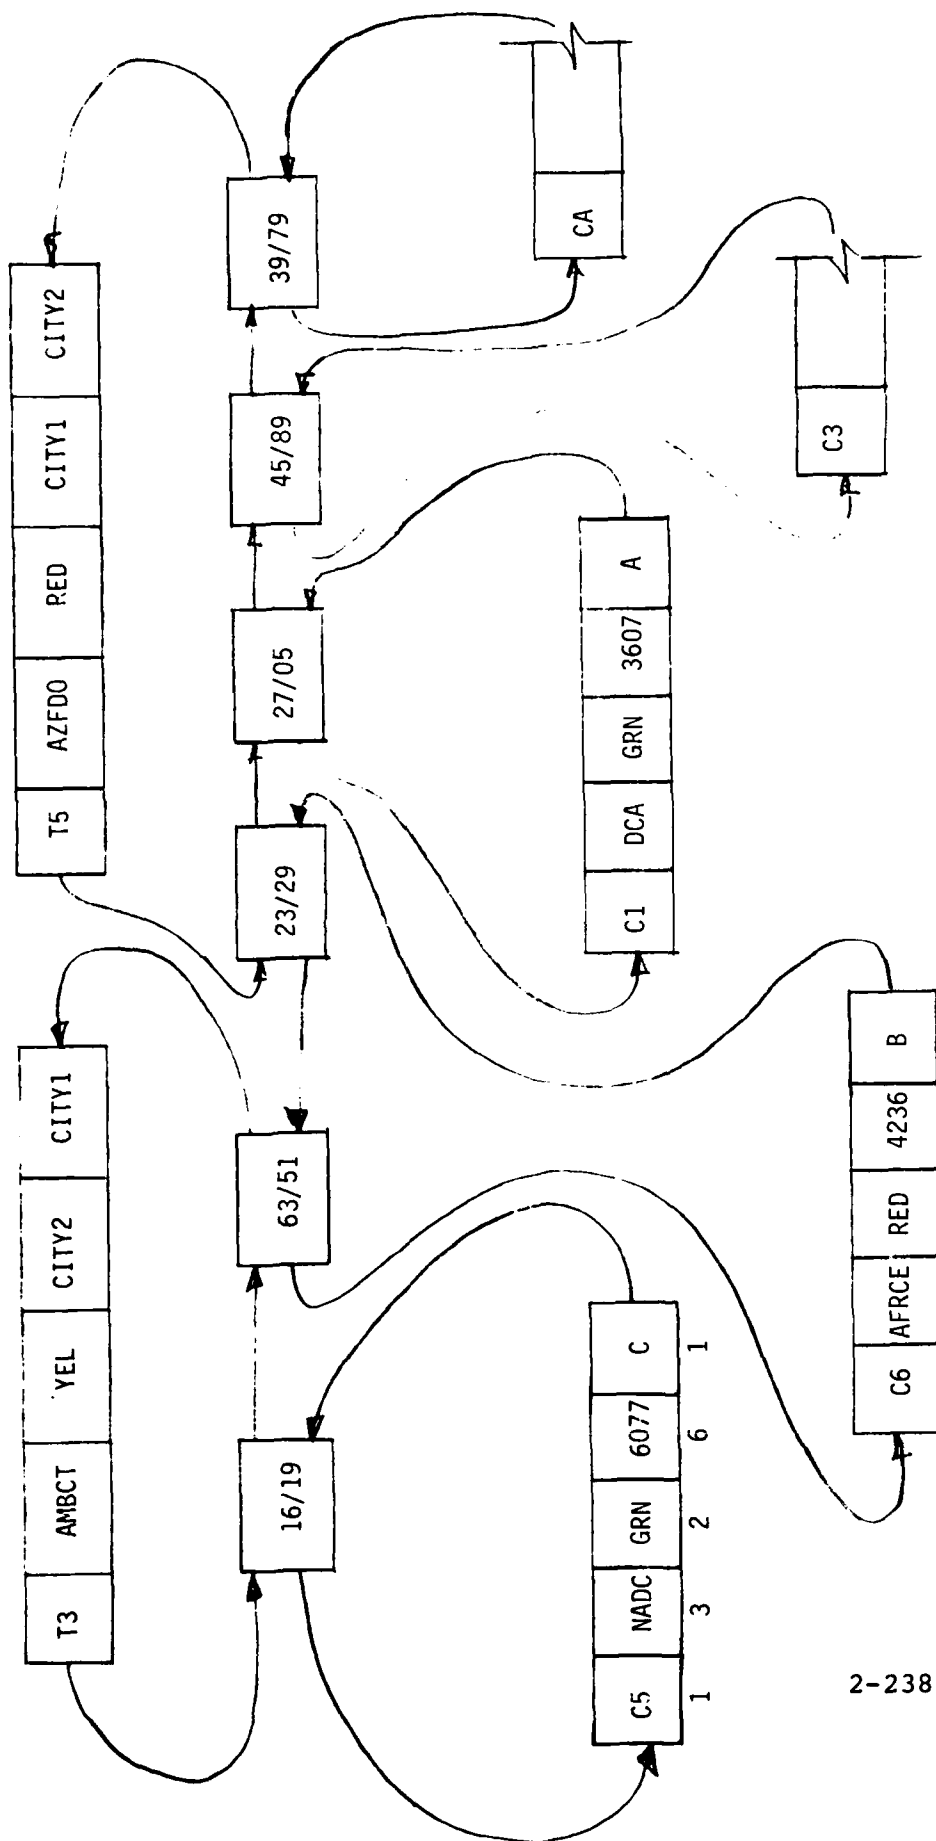 T3 AMBCT YEL CITY2 CITY1
T5 AZFDO RED CITY1 CITY2
16/19 63/51 23/29 27/05 45/89 39/79
C5 NADC GRN 6077 C
1 3 2 6 1
C1 DCA GRN 3607 A
CA
C6 AFRCE RED 4236 B
C3
2-238